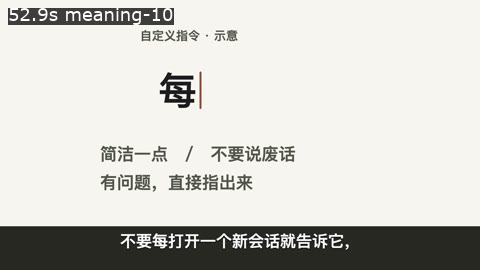 52.9s meaning-10
自定义指令 · 示意
每
简洁一点 / 不要说废话
有问题，直接指出来
不要每打开一个新会话就告诉它，